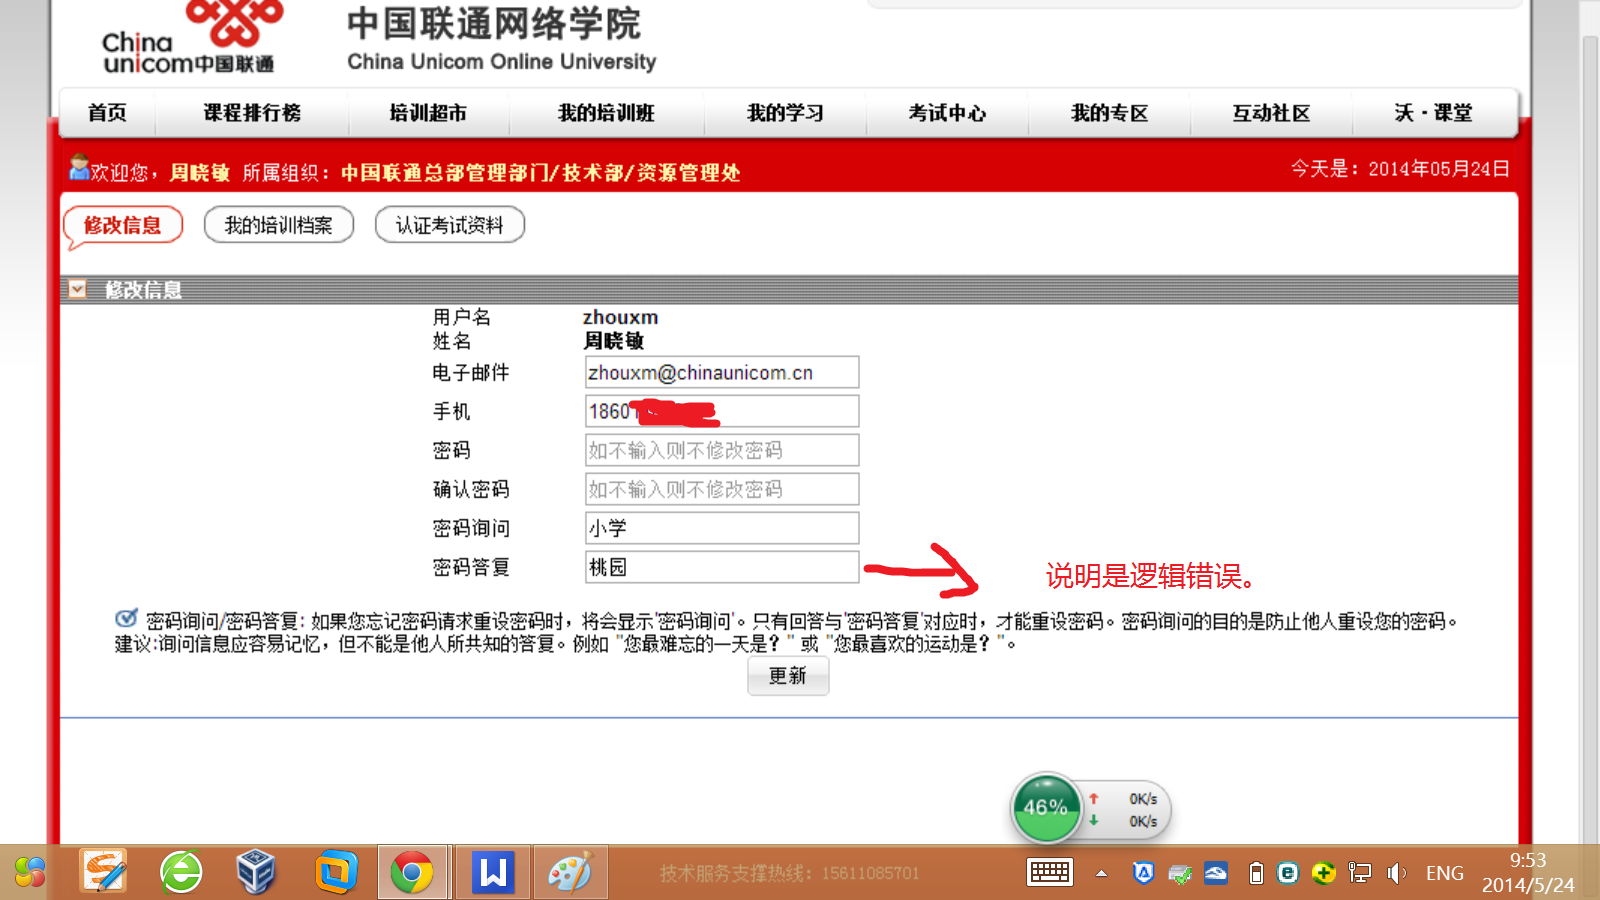 China
unicom中国联通
中国联通网络学院
China Unicom Online University
首页 课程排行榜 培训超市 我的培训班 我的学习 考试中心 我的专区 互动社区 沃·课堂
欢迎您，周晓敏 所属组织：中国联通总部管理部门/技术部/资源管理处
今天是：2014年05月24日
修改信息 我的培训档案 认证考试资料
修改信息
用户名 zhouxm
姓名 周晓敏
电子邮件 zhouxm@chinaunicom.cn
手机 1860
密码 如不输入则不修改密码
确认密码 如不输入则不修改密码
密码询问 小学
密码答复 桃园
说明是逻辑错误。
密码询问/密码答复: 如果您忘记密码请求重设密码时，将会显示'密码询问'。只有回答与'密码答复'对应时，才能重设密码。密码询问的目的是防止他人重设您的密码。
建议:询问信息应容易记忆，但不能是他人所共知的答复。例如 "您最难忘的一天是？" 或 "您最喜欢的运动是？"。
更新
46% 0K/s
0K/s
技术服务支撑热线：15611085701
ENG
9:53
2014/5/24